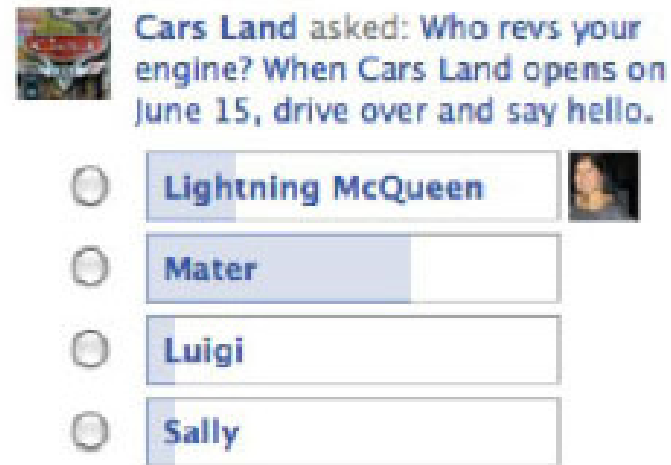 Cars Land asked: Who revs your
engine? When Cars Land opens on
June 15, drive over and say hello.
Lightning McQueen
Mater
Luigi
Sally